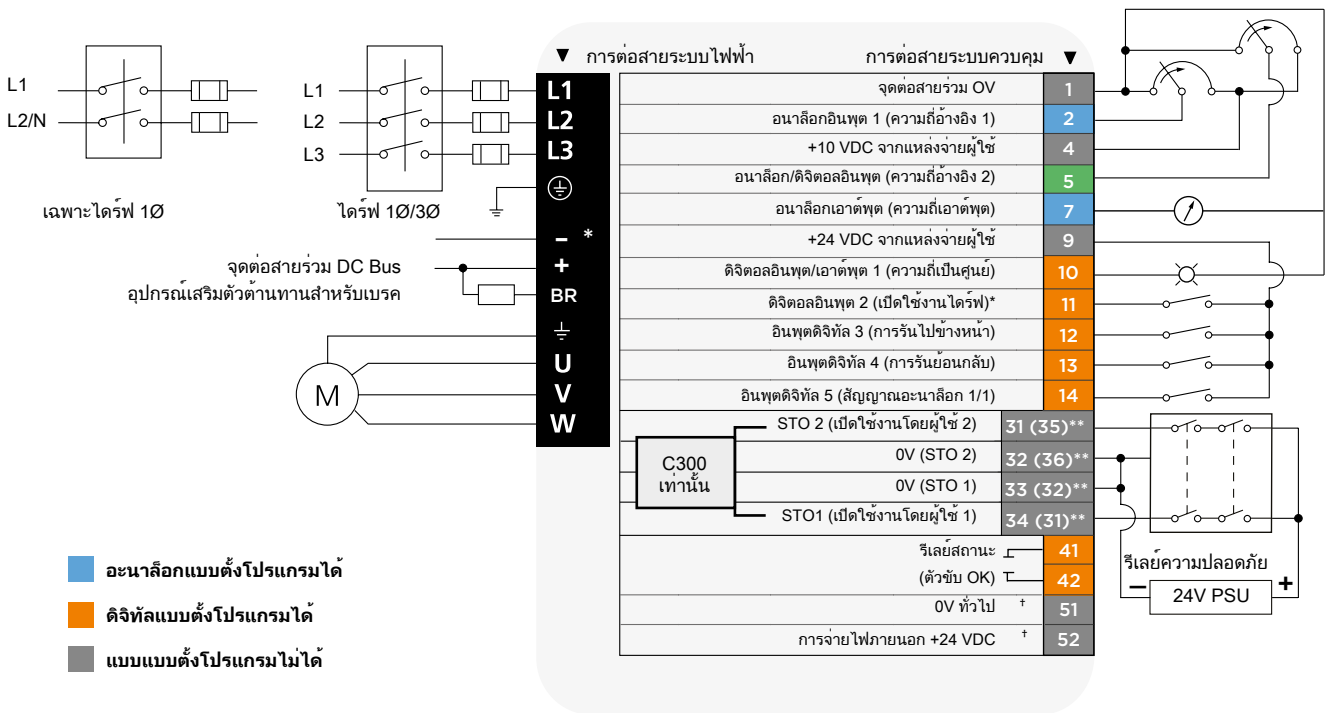 ▼ การต่อสายระบบไฟฟ้า
การต่อสายระบบควบคุม ▼
L1
L2/N
เฉพาะไดร์ฟ 1Ø
L1
L2
L3
ไดร์ฟ 1Ø/3Ø
L1
L2
L3
– *
+
BR
จุดต่อสายร่วม DC Bus
อุปกรณ์เสริมตัวต้านทานสำหรับเบรค
U
V
W
M
จุดต่อสายร่วม OV 1
อนาล็อกอินพุต 1 (ความถี่อ้างอิง 1) 2
+10 VDC จากแหล่งจ่ายผู้ใช้ 4
อนาล็อก/ดิจิตอลอินพุต (ความถี่อ้างอิง 2) 5
อนาล็อกเอาต์พุต (ความถี่เอาต์พุต) 7
+24 VDC จากแหล่งจ่ายผู้ใช้ 9
ดิจิตอลอินพุต/เอาต์พุต 1 (ความถี่เป็นศูนย์) 10
ดิจิตอลอินพุต 2 (เปิดใช้งานไดร์ฟ)* 11
อินพุตดิจิทัล 3 (การรันไปข้างหน้า) 12
อินพุตดิจิทัล 4 (การรันย้อนกลับ) 13
อินพุตดิจิทัล 5 (สัญญาณอะนาล็อก 1/1) 14
STO 2 (เปิดใช้งานโดยผู้ใช้ 2) 31 (35)**
0V (STO 2) 32 (36)**
0V (STO 1) 33 (32)**
STO1 (เปิดใช้งานโดยผู้ใช้ 1) 34 (31)**
C300
เท่านั้น
รีเลย์สถานะ 41
(ตัวขับ OK) 42
0V ทั่วไป † 51
การจ่ายไฟภายนอก +24 VDC † 52
รีเลย์ความปลอดภัย
– 24V PSU +
อะนาล็อกแบบตั้งโปรแกรมได้
ดิจิทัลแบบตั้งโปรแกรมได้
แบบแบบตั้งโปรแกรมไม่ได้